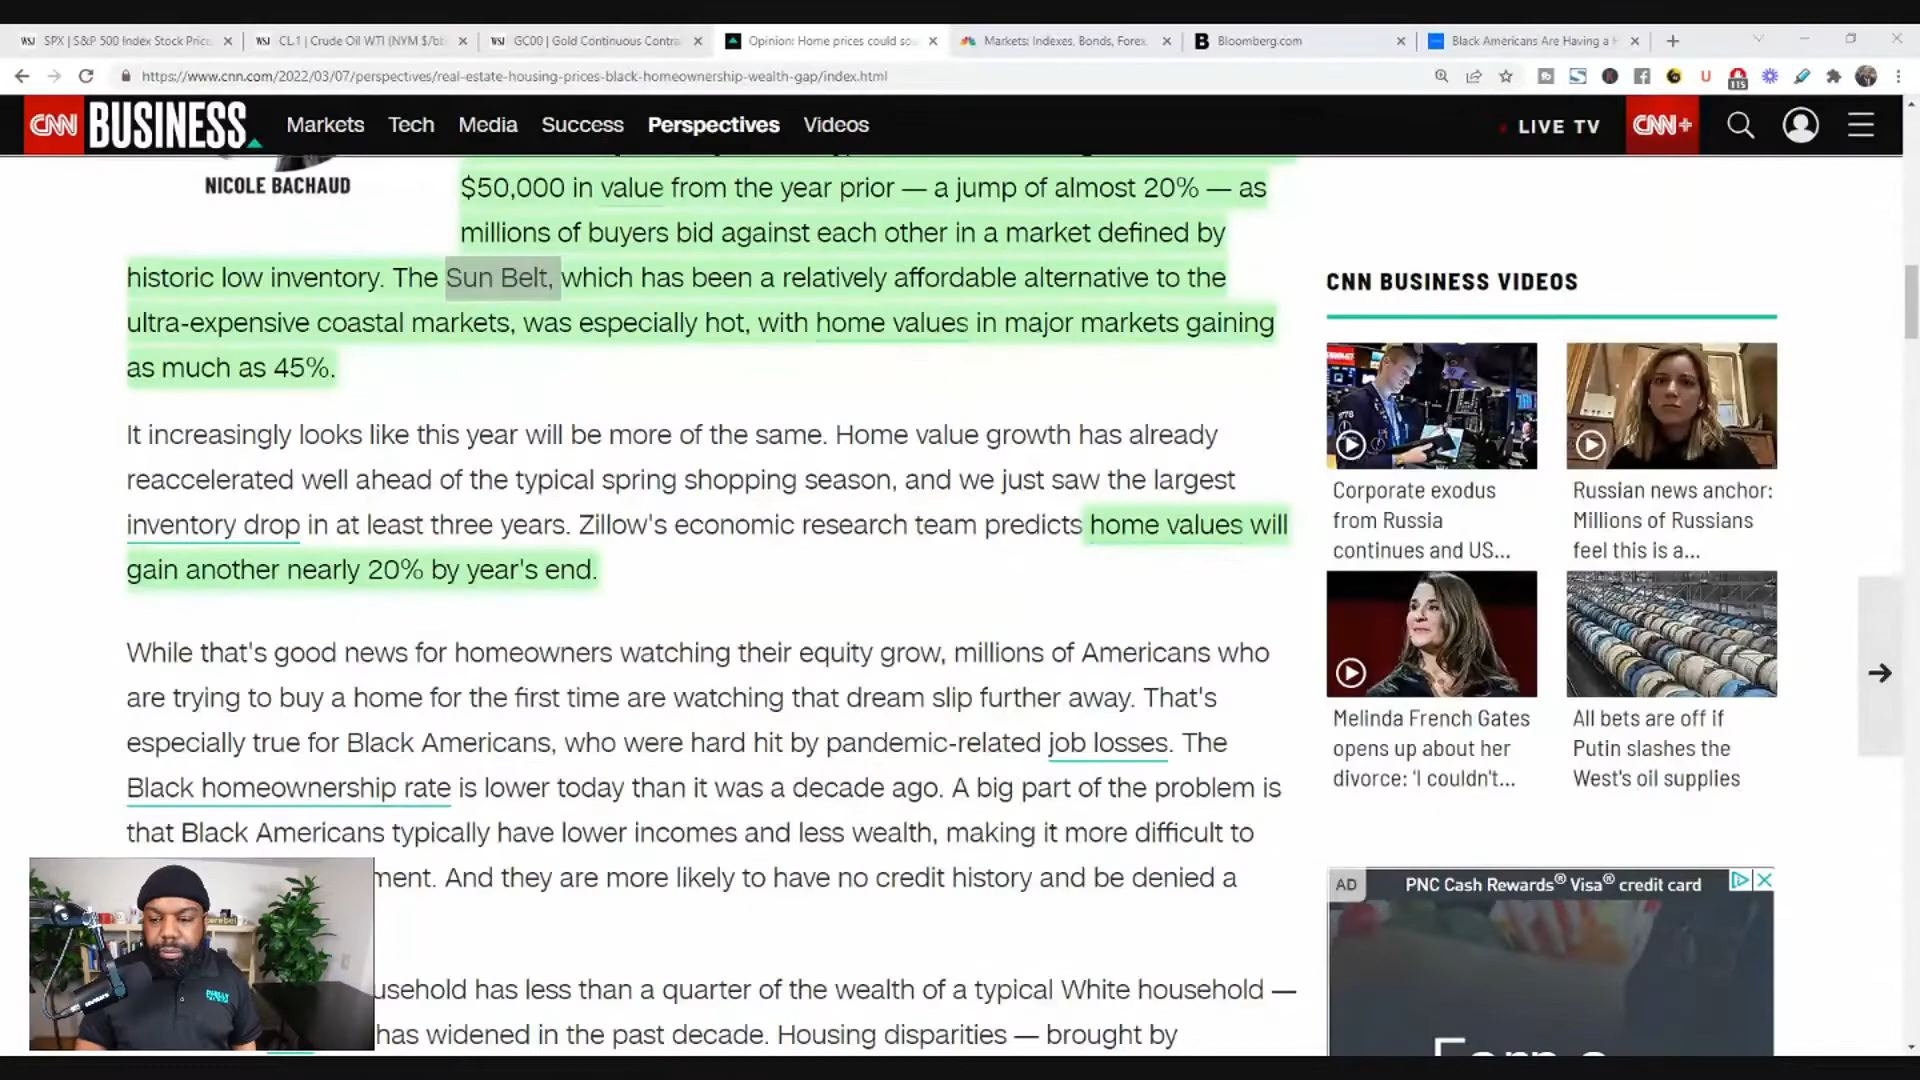 WSJ SPX | S&P 500 Index Stock Price
WSJ CL.1 | Crude Oil WTI (NYM $/bb
WSJ GC00 | Gold Continuous Contra
Opinion: Home prices could so
Markets: Indexes, Bonds, Forex,
Bloomberg.com
Black Americans Are Having a H
https://www.cnn.com/2022/03/07/perspectives/real-estate-housing-prices-black-homeownership-wealth-gap/index.html
115
CNN BUSINESS
Markets Tech Media Success Perspectives Videos
LIVE TV
CNN+
NICOLE BACHAUD
$50,000 in value from the year prior — a jump of almost 20% — as
millions of buyers bid against each other in a market defined by
historic low inventory. The Sun Belt, which has been a relatively affordable alternative to the
ultra-expensive coastal markets, was especially hot, with home values in major markets gaining
as much as 45%.
It increasingly looks like this year will be more of the same. Home value growth has already
reaccelerated well ahead of the typical spring shopping season, and we just saw the largest
inventory drop in at least three years. Zillow's economic research team predicts home values will
gain another nearly 20% by year's end.
While that's good news for homeowners watching their equity grow, millions of Americans who
are trying to buy a home for the first time are watching that dream slip further away. That's
especially true for Black Americans, who were hard hit by pandemic-related job losses. The
Black homeownership rate is lower today than it was a decade ago. A big part of the problem is
that Black Americans typically have lower incomes and less wealth, making it more difficult to
ment. And they are more likely to have no credit history and be denied a
usehold has less than a quarter of the wealth of a typical White household —
has widened in the past decade. Housing disparities — brought by
CNN BUSINESS VIDEOS
Corporate exodus
from Russia
continues and US...
Russian news anchor:
Millions of Russians
feel this is a...
Melinda French Gates
opens up about her
divorce: 'I couldn't...
All bets are off if
Putin slashes the
West's oil supplies
AD
PNC Cash Rewards® Visa® credit card